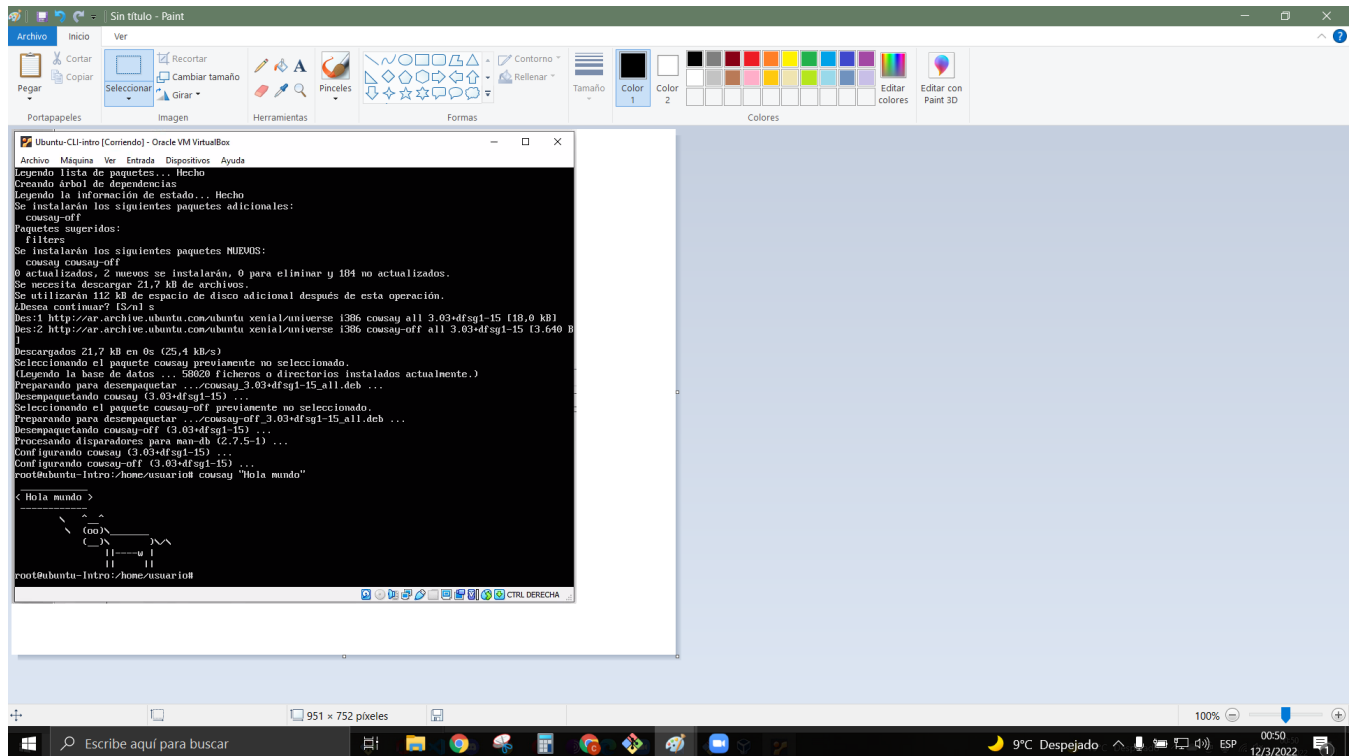 Sin título - Paint
Archivo Inicio Ver
Pegar
Cortar
Copiar
Portapapeles
Seleccionar
Recortar
Cambiar tamaño
Girar
Imagen
A
Herramientas
Pinceles
Contorno
Rellenar
Formas
Tamaño
Color 1
Color 2
Editar colores
Colores
Editar con Paint 3D
Ubuntu-CLI-intro [Corriendo] - Oracle VM VirtualBox
Archivo Máquina Ver Entrada Dispositivos Ayuda
Leyendo lista de paquetes... Hecho
Creando árbol de dependencias
Leyendo la información de estado... Hecho
Se instalarán los siguientes paquetes adicionales:
cowsay-off
Paquetes sugeridos:
filters
Se instalarán los siguientes paquetes NUEVOS:
cowsay cowsay-off
0 actualizados, 2 nuevos se instalarán, 0 para eliminar y 184 no actualizados.
Se necesita descargar 21,7 kB de archivos.
Se utilizarán 112 kB de espacio de disco adicional después de esta operación.
¿Desea continuar? [S/n] s
Des:1 http://ar.archive.ubuntu.com/ubuntu xenial/universe i386 cowsay all 3.03+dfsg1-15 [18,0 kB]
Des:2 http://ar.archive.ubuntu.com/ubuntu xenial/universe i386 cowsay-off all 3.03+dfsg1-15 [3.640 B
]
Descargados 21,7 kB en 0s (25,4 kB/s)
Seleccionando el paquete cowsay previamente no seleccionado.
(Leyendo la base de datos ... 58020 ficheros o directorios instalados actualmente.)
Preparando para desempaquetar .../cowsay_3.03+dfsg1-15_all.deb ...
Desempaquetando cowsay (3.03+dfsg1-15) ...
Seleccionando el paquete cowsay-off previamente no seleccionado.
Preparando para desempaquetar .../cowsay-off_3.03+dfsg1-15_all.deb ...
Desempaquetando cowsay-off (3.03+dfsg1-15) ...
Procesando disparadores para man-db (2.7.5-1) ...
Configurando cowsay (3.03+dfsg1-15) ...
Configurando cowsay-off (3.03+dfsg1-15) ...
root@ubuntu-Intro:/home/usuario# cowsay "Hola mundo"
 ____________
< Hola mundo >
 ------------
        \   ^__^
         \  (oo)\_______
            (__)\       )\/\
                ||----w |
                ||     ||
root@ubuntu-Intro:/home/usuario#
CTRL DERECHA
951 × 752 píxeles
100%
Escribe aquí para buscar
9°C Despejado
ESP
00:50
12/3/2022